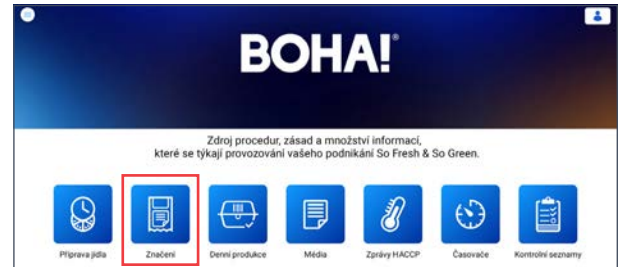 BOHA!®
Zdroj procedur, zásad a množství informací,
které se týkají provozování vašeho podnikání So Fresh & So Green.
Příprava jídla
Značení
Denní produkce
Média
Zprávy HACCP
Časovače
Kontrolní seznamy